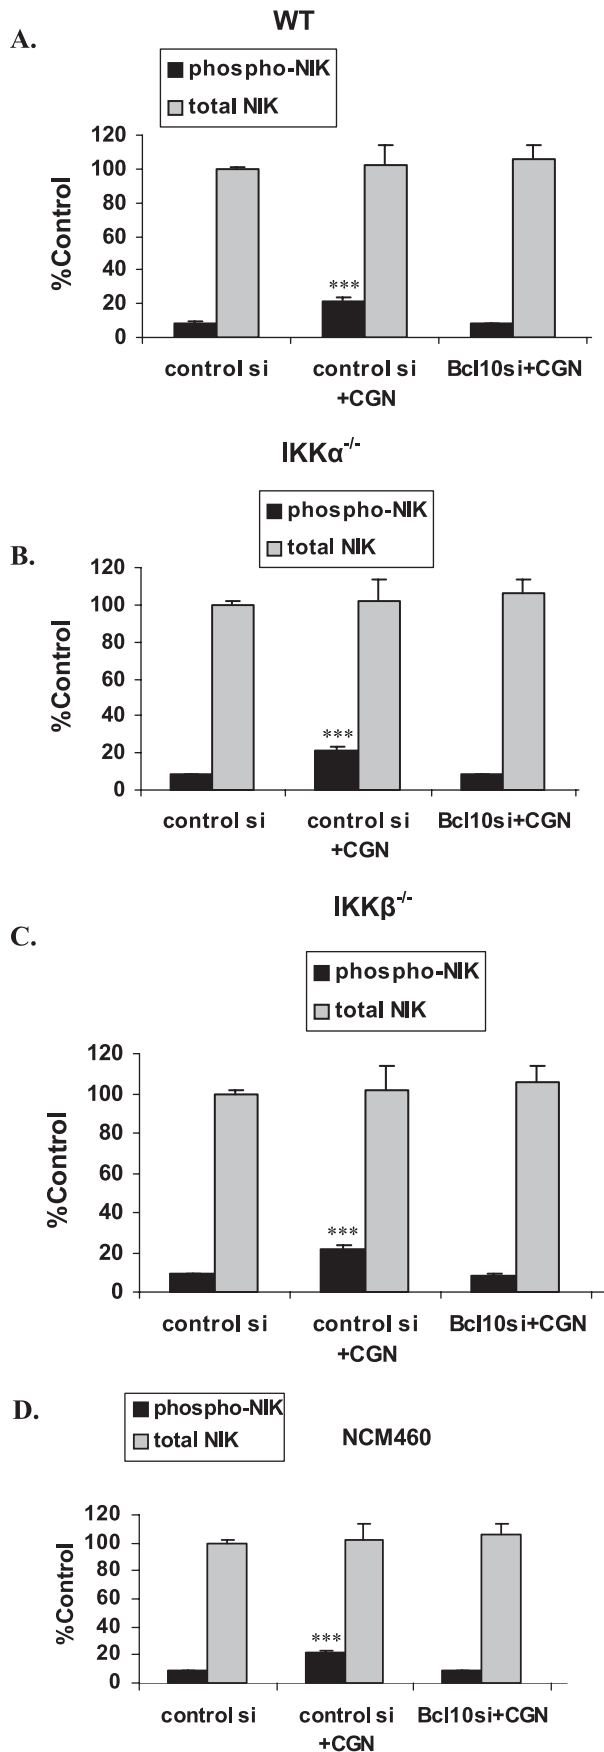 WT
A.
phospho-NIK
total NIK
120
100
80
60
40
20
0
%Control
***
control si
control si
+CGN
Bcl10si+CGN
IKKα-/-
B.
phospho-NIK
total NIK
120
100
80
60
40
20
0
%Control
***
control si
control si
+CGN
Bcl10si+CGN
IKKβ-/-
C.
phospho-NIK
total NIK
120
100
80
60
40
20
0
%Control
***
control si
control si
+CGN
Bcl10si+CGN
D.
phospho-NIK
total NIK
NCM460
120
100
80
60
40
20
0
%Control
***
control si
control si
+CGN
Bcl10si+CGN